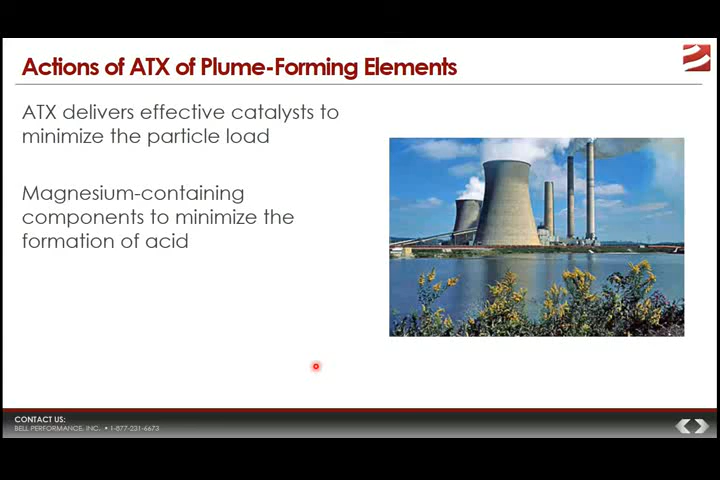 Actions of ATX of Plume-Forming Elements
ATX delivers effective catalysts to
minimize the particle load
Magnesium-containing
components to minimize the
formation of acid
CONTACT US:
BELL PERFORMANCE, INC. • 1-877-231-6673